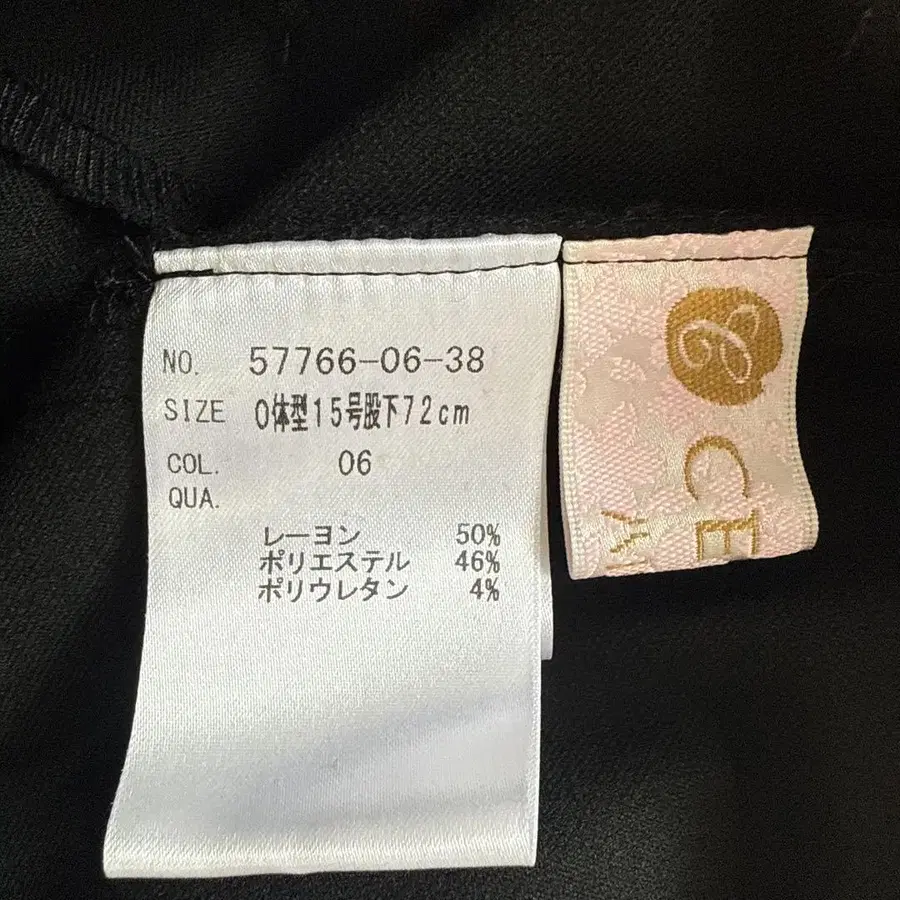 NO. 57766-06-38
SIZE O体型15号股下72cm
COL. 06
QUA.
レーヨン 50%
ポリエステル 46%
ポリウレタン 4%
CE